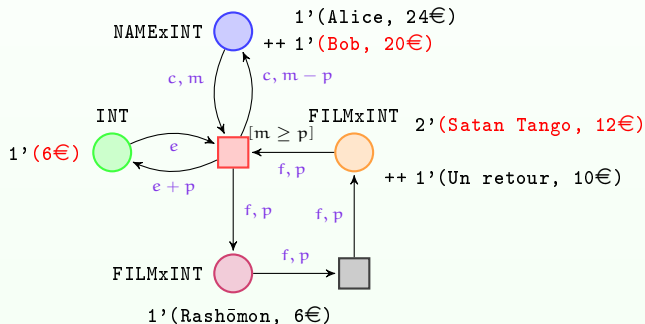 1'(Alice, 24€)
NAMExINT
++ 1'(Bob, 20€)
c, m
c, m − p
INT
FILMxINT
[m ≥ p]
2'(Satan Tango, 12€)
1'(6€)
e
f, p
e + p
++ 1'(Un retour, 10€)
f, p
f, p
f, p
FILMxINT
1'(Rashōmon, 6€)